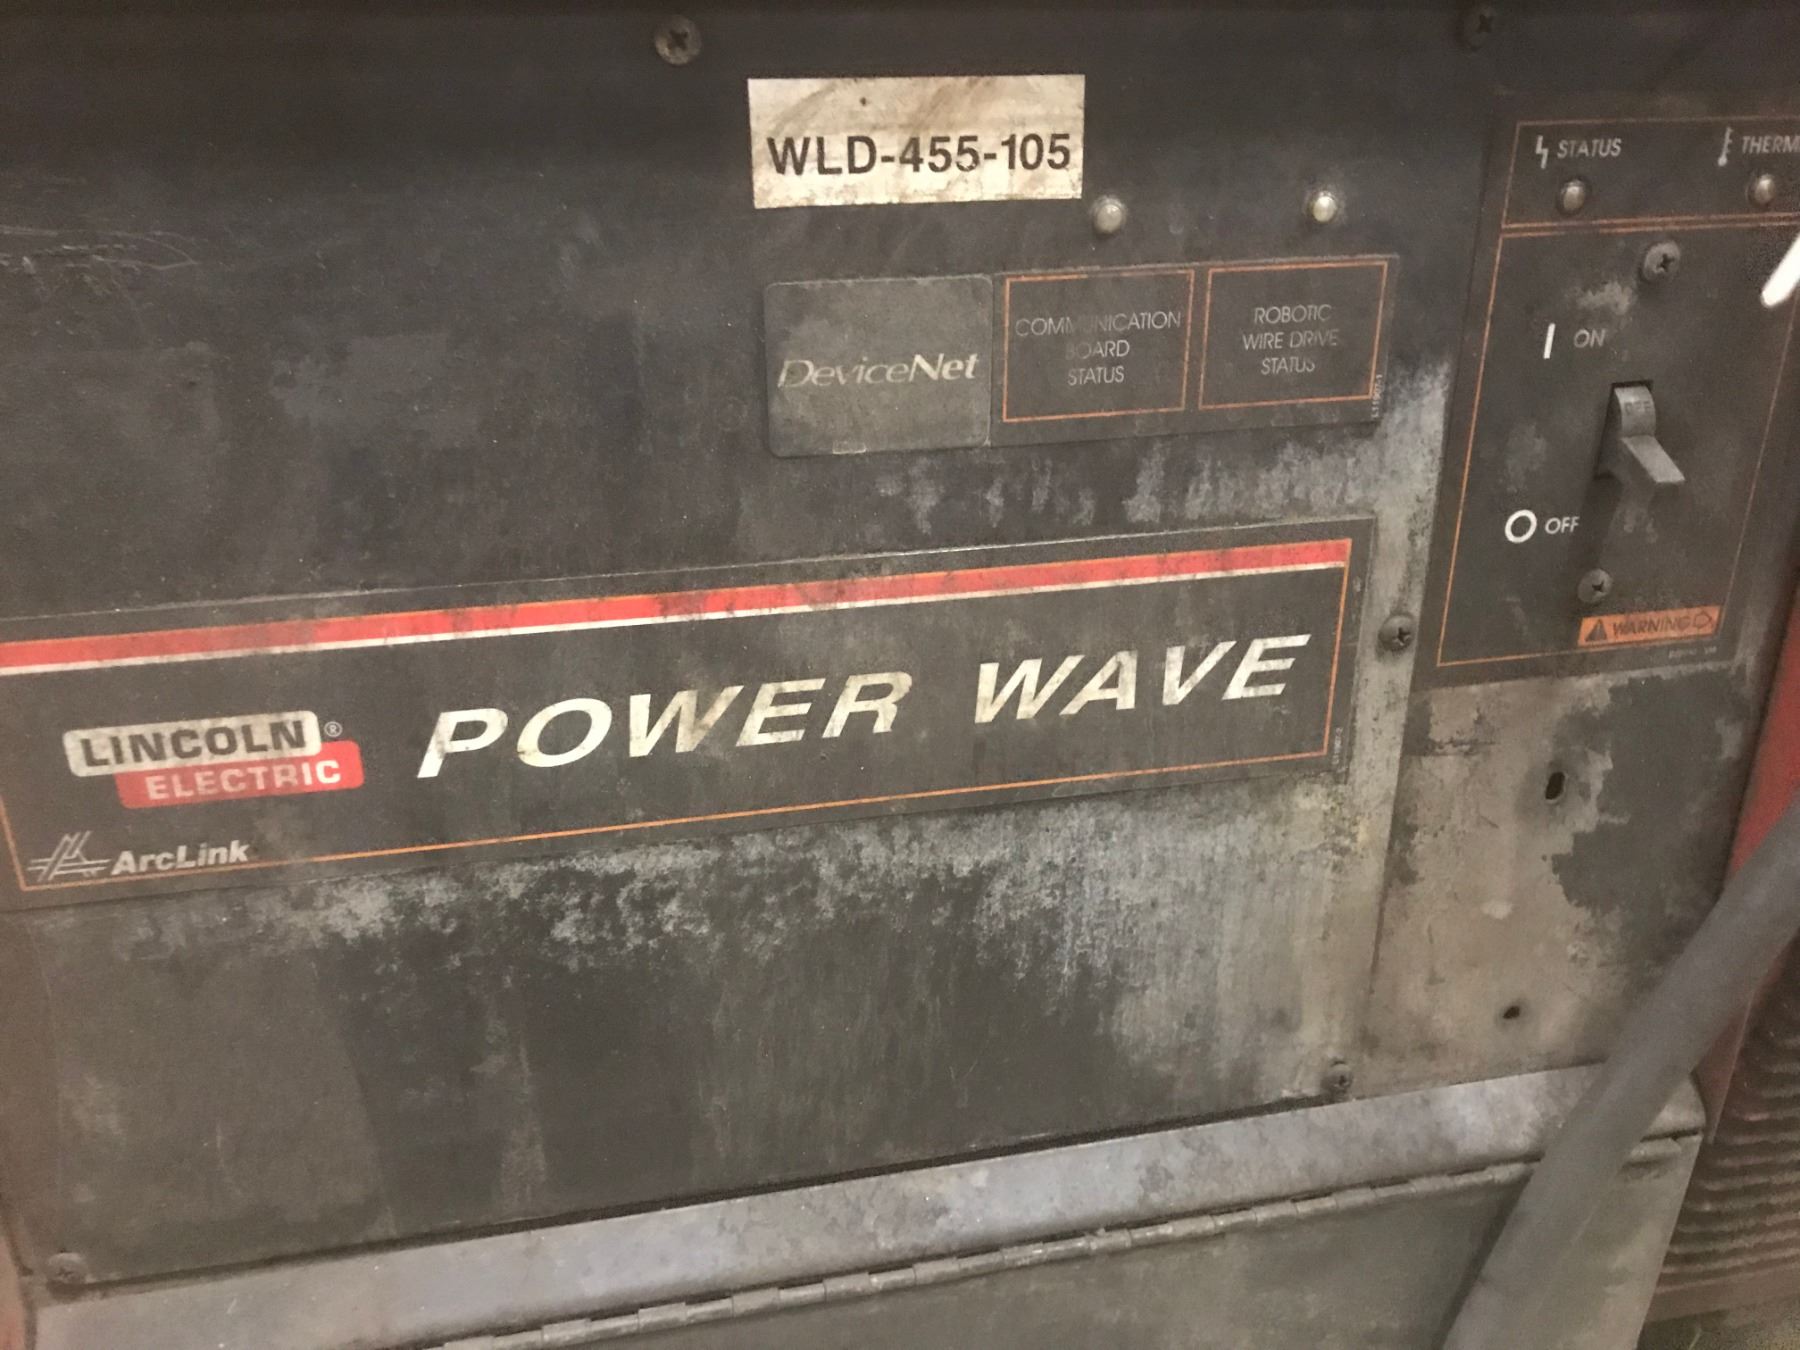 WLD-455-105
STATUS
THERM
DeviceNet
COMMUNICATION
BOARD
STATUS
ROBOTIC
WIRE DRIVE
STATUS
I ON
O OFF
WARNING
LINCOLN®
ELECTRIC
POWER WAVE
ArcLink